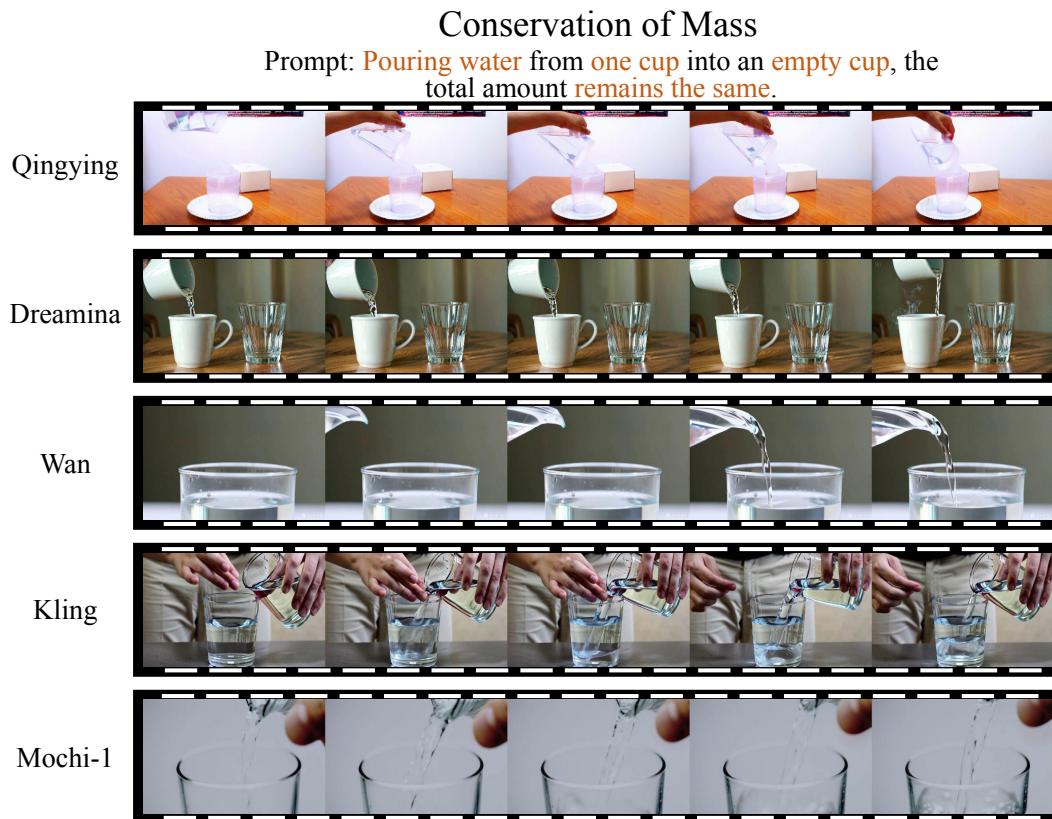 Conservation of Mass
Prompt: Pouring water from one cup into an empty cup, the
total amount remains the same.
Qingying
Dreamina
Wan
Kling
Mochi-1